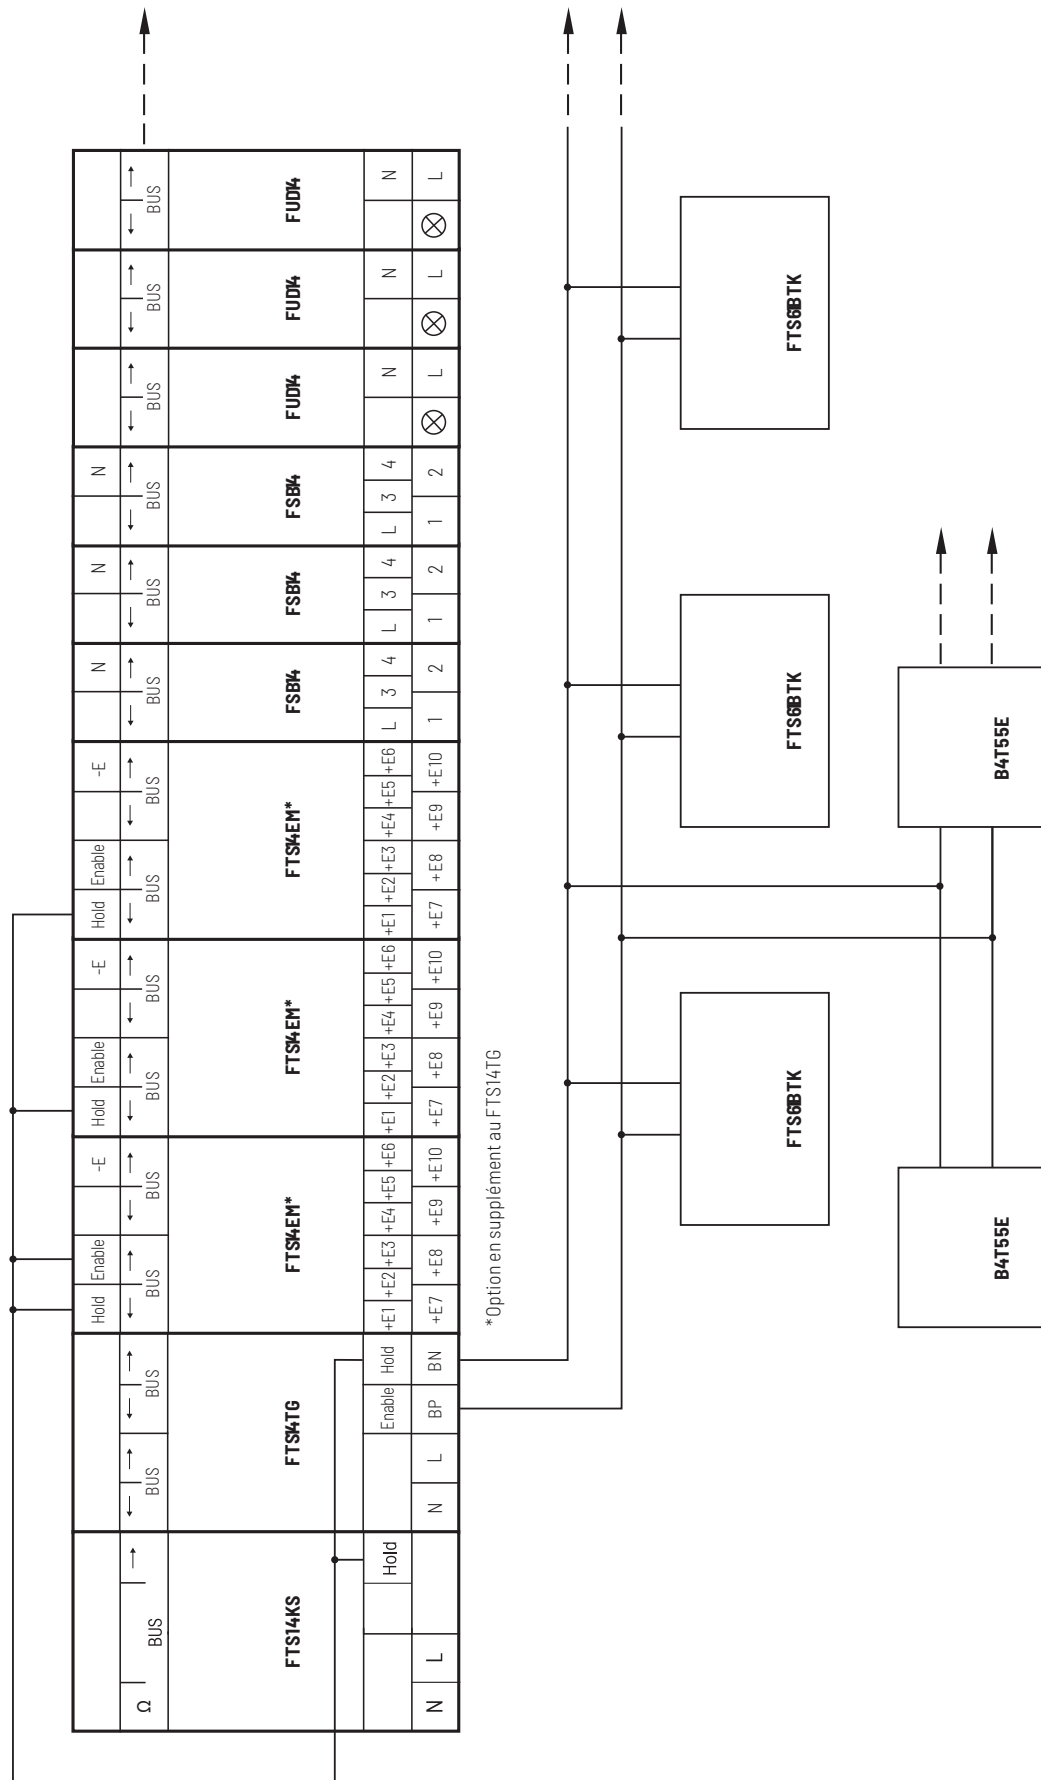 Hold Enable -E Hold Enable -E Hold Enable -E N N N
Ω BUS BUS BUS BUS BUS BUS BUS BUS BUS BUS BUS BUS BUS BUS BUS
FTS14KS FTS14TG FTS14EM* FTS14EM* FTS14EM* FSB14 FSB14 FSB14 FUD14 FUD14 FUD14
Hold Enable Hold +E1 +E2 +E3 +E4 +E5 +E6 +E1 +E2 +E3 +E4 +E5 +E6 +E1 +E2 +E3 +E4 +E5 +E6 L 3 4 L 3 4 L 3 4 N N N
N L N L BP BN +E7 +E8 +E9 +E10 +E7 +E8 +E9 +E10 +E7 +E8 +E9 +E10 1 2 1 2 1 2 L L L
*Option en supplément au FTS14TG
FTS61BTK FTS61BTK FTS61BTK
B4T55E B4T55E